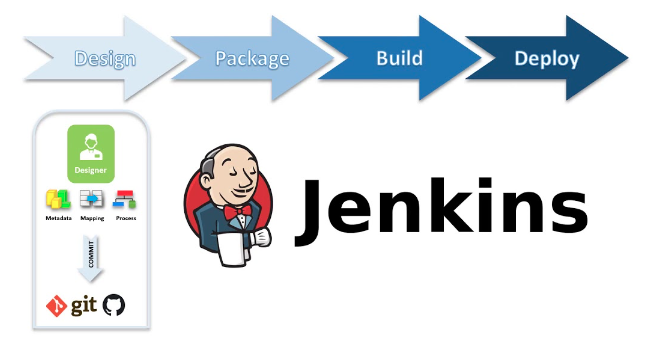 Design Package Build Deploy
Designer
Metadata Mapping Process
COMMIT
git
Jenkins